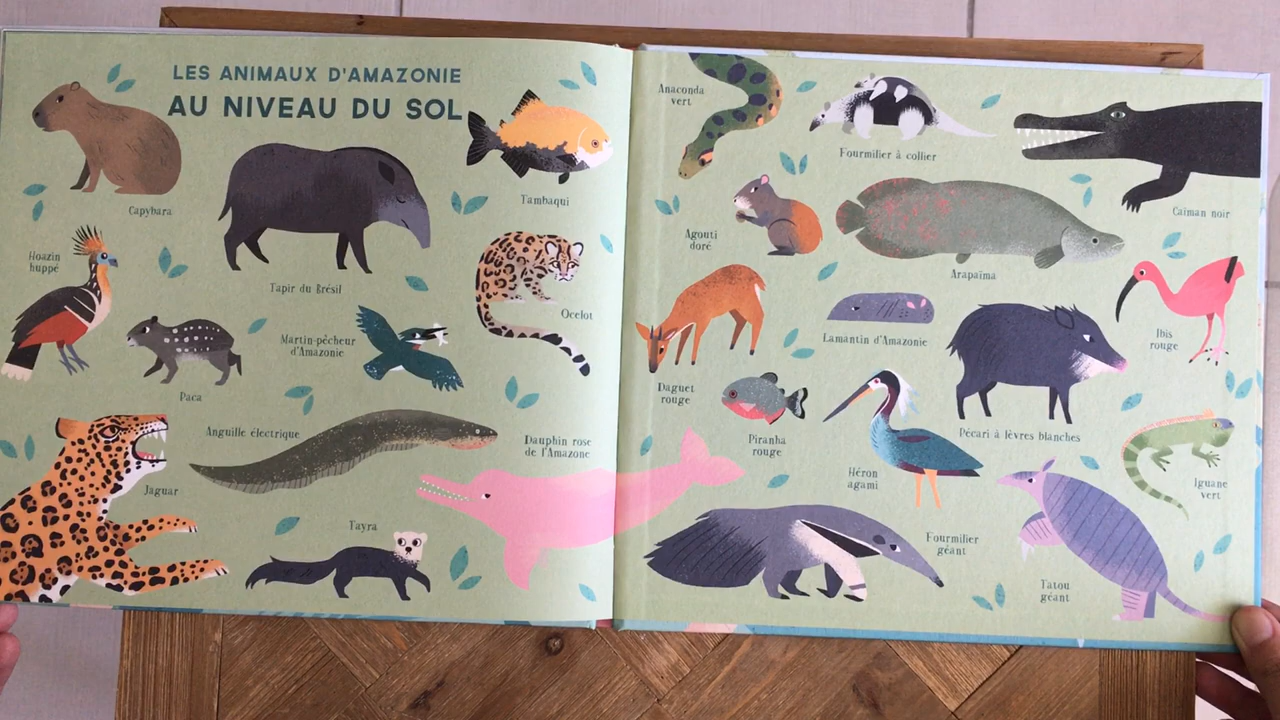 LES ANIMAUX D'AMAZONIE
AU NIVEAU DU SOL
Capybara
Tambaqui
Hoazin
huppé
Tapir du Brésil
Ocelot
Paca
Martin-pêcheur
d'Amazonie
Anguille électrique
Dauphin rose
de l'Amazone
Jaguar
Tayra
Anaconda
vert
Fourmilier à collier
Caïman noir
Agouti
doré
Arapaïma
Lamantin d'Amazonie
Ibis
rouge
Daguet
rouge
Piranha
rouge
Pécari à lèvres blanches
Héron
agami
Iguane
vert
Fourmilier
géant
Tatou
géant